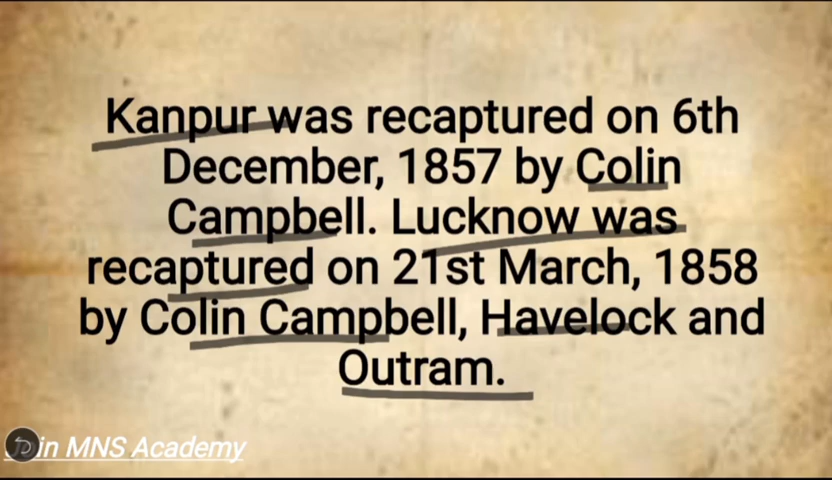 Kanpur was recaptured on 6th
December, 1857 by Colin
Campbell. Lucknow was
recaptured on 21st March, 1858
by Colin Campbell, Havelock and
Outram.
in MNS Academy